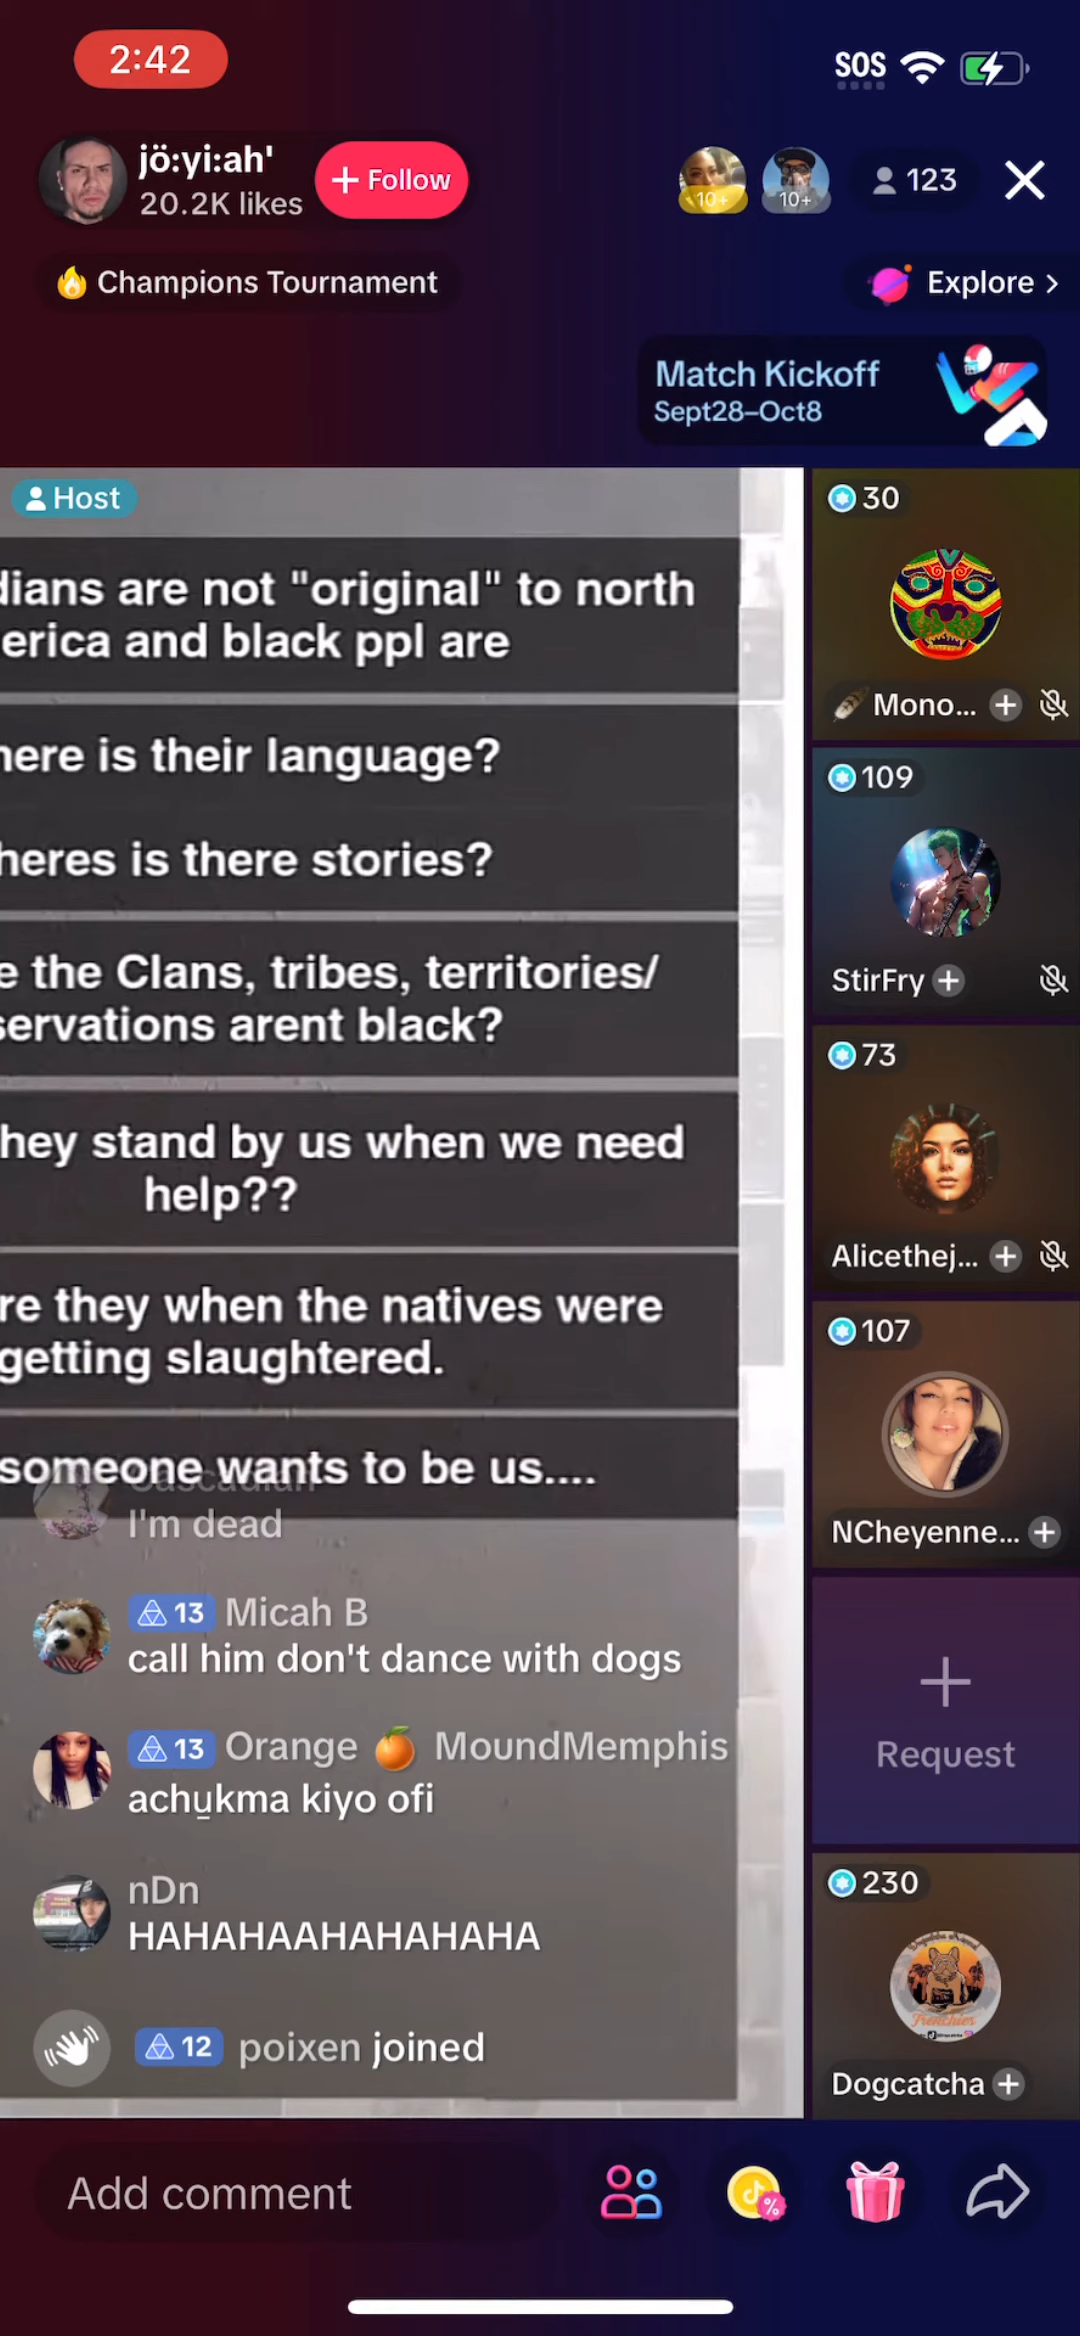 2:42
SOS
jö:yi:ah'
20.2K likes
+ Follow
10+
10+
123
Champions Tournament
Explore >
Match Kickoff
Sept28–Oct8
Host
dians are not "original" to north
erica and black ppl are
here is their language?
heres is there stories?
e the Clans, tribes, territories/
servations arent black?
hey stand by us when we need
help??
re they when the natives were
getting slaughtered.
someone wants to be us....
30
Mono...
109
StirFry
73
Alicethej...
107
NCheyenne...
Request
230
Frenchies
Dogcatcha
Cascadian
I'm dead
13 Micah B
call him don't dance with dogs
13 Orange 🍊 MoundMemphis
achu̱kma kiyo ofi
nDn
HAHAHAAHAHAHAHA
12 poixen joined
Add comment